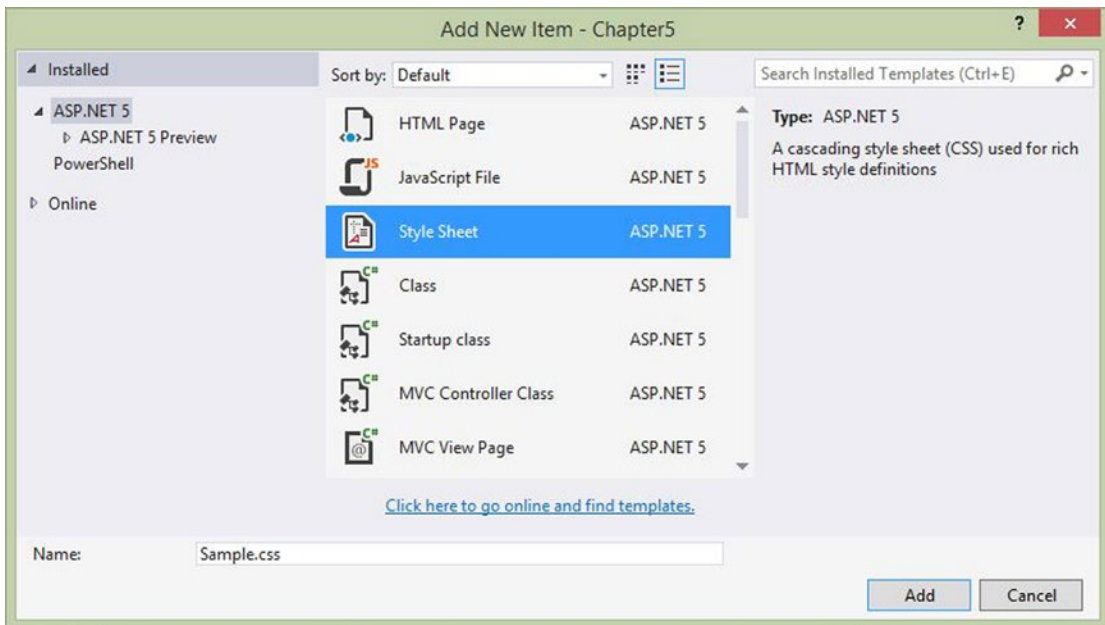 Add New Item - Chapter5
?
Installed
Sort by: Default
Search Installed Templates (Ctrl+E)
ASP.NET 5
ASP.NET 5 Preview
PowerShell
Online
HTML Page ASP.NET 5
JS
JavaScript File ASP.NET 5
Style Sheet ASP.NET 5
C#
Class ASP.NET 5
C#
Startup class ASP.NET 5
C#
MVC Controller Class ASP.NET 5
C#
MVC View Page ASP.NET 5
Type: ASP.NET 5
A cascading style sheet (CSS) used for rich
HTML style definitions
Click here to go online and find templates.
Name: Sample.css
Add Cancel